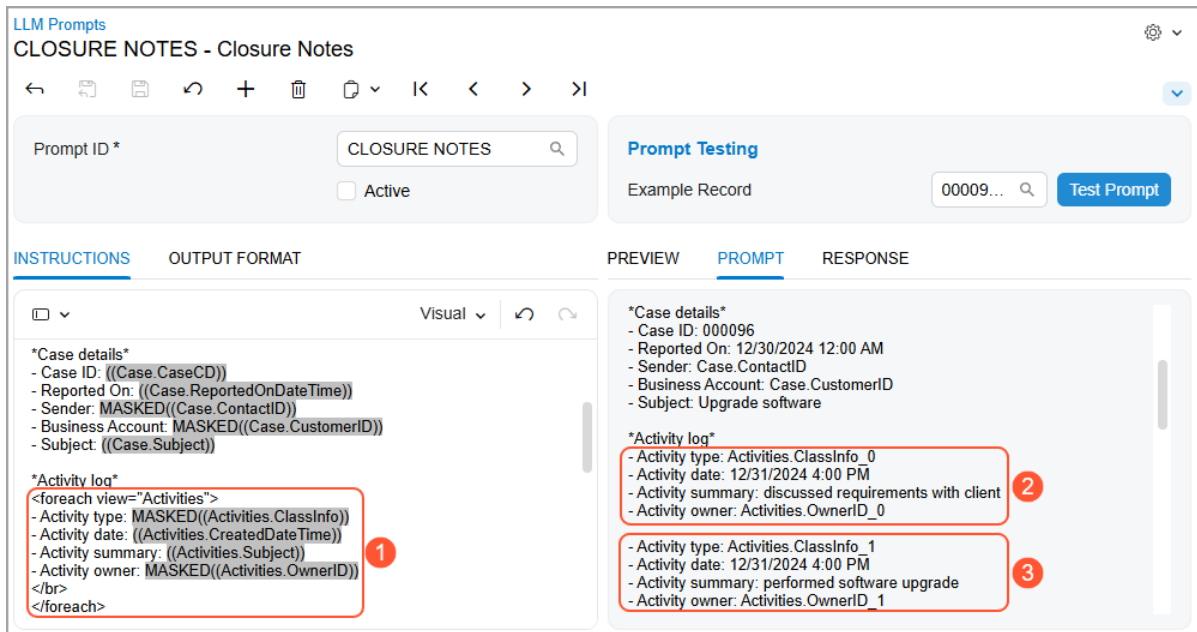 LLM Prompts
CLOSURE NOTES - Closure Notes
Prompt ID *
CLOSURE NOTES
Active
Prompt Testing
Example Record
00009...
Test Prompt
INSTRUCTIONS
OUTPUT FORMAT
PREVIEW
PROMPT
RESPONSE
Visual
*Case details*
- Case ID: ((Case.CaseCD))
- Reported On: ((Case.ReportedOnDateTime))
- Sender: MASKED((Case.ContactID))
- Business Account: MASKED((Case.CustomerID))
- Subject: ((Case.Subject))
*Activity log*
<foreach view="Activities">
- Activity type: MASKED((Activities.ClassInfo))
- Activity date: ((Activities.CreatedDateTime))
- Activity summary: ((Activities.Subject))
- Activity owner: MASKED((Activities.OwnerID))
</br>
</foreach>
1
*Case details*
- Case ID: 000096
- Reported On: 12/30/2024 12:00 AM
- Sender: Case.ContactID
- Business Account: Case.CustomerID
- Subject: Upgrade software
*Activity log*
- Activity type: Activities.ClassInfo_0
- Activity date: 12/31/2024 4:00 PM
- Activity summary: discussed requirements with client
- Activity owner: Activities.OwnerID_0
2
- Activity type: Activities.ClassInfo_1
- Activity date: 12/31/2024 4:00 PM
- Activity summary: performed software upgrade
- Activity owner: Activities.OwnerID_1
3